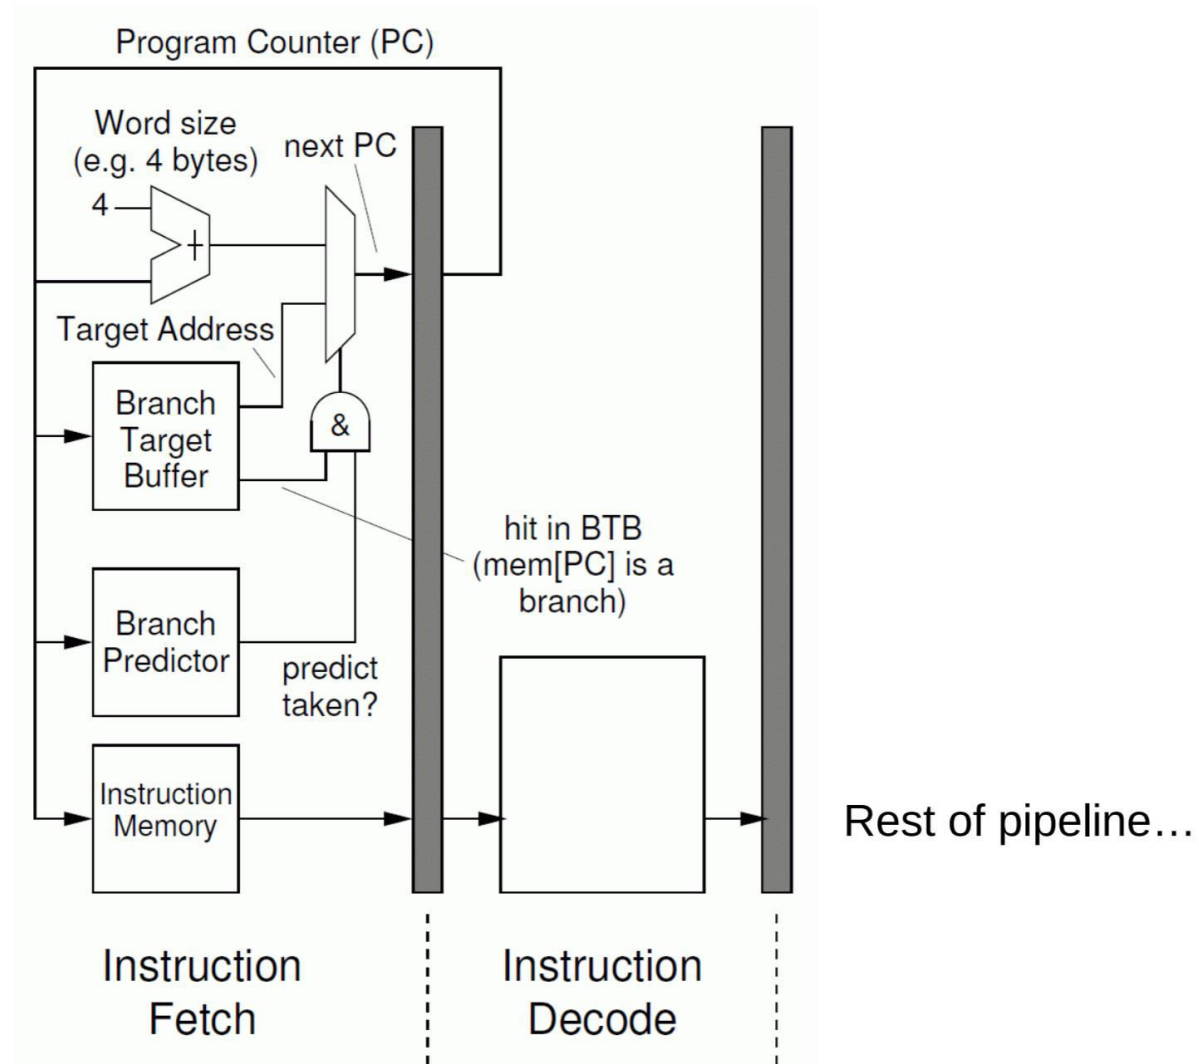 Program Counter (PC)
Word size
(e.g. 4 bytes)
next PC
4
+
Target Address
Branch
Target
Buffer
&
hit in BTB
(mem[PC] is a
branch)
Branch
Predictor
predict
taken?
Instruction
Memory
Rest of pipeline…
Instruction
Fetch
Instruction
Decode